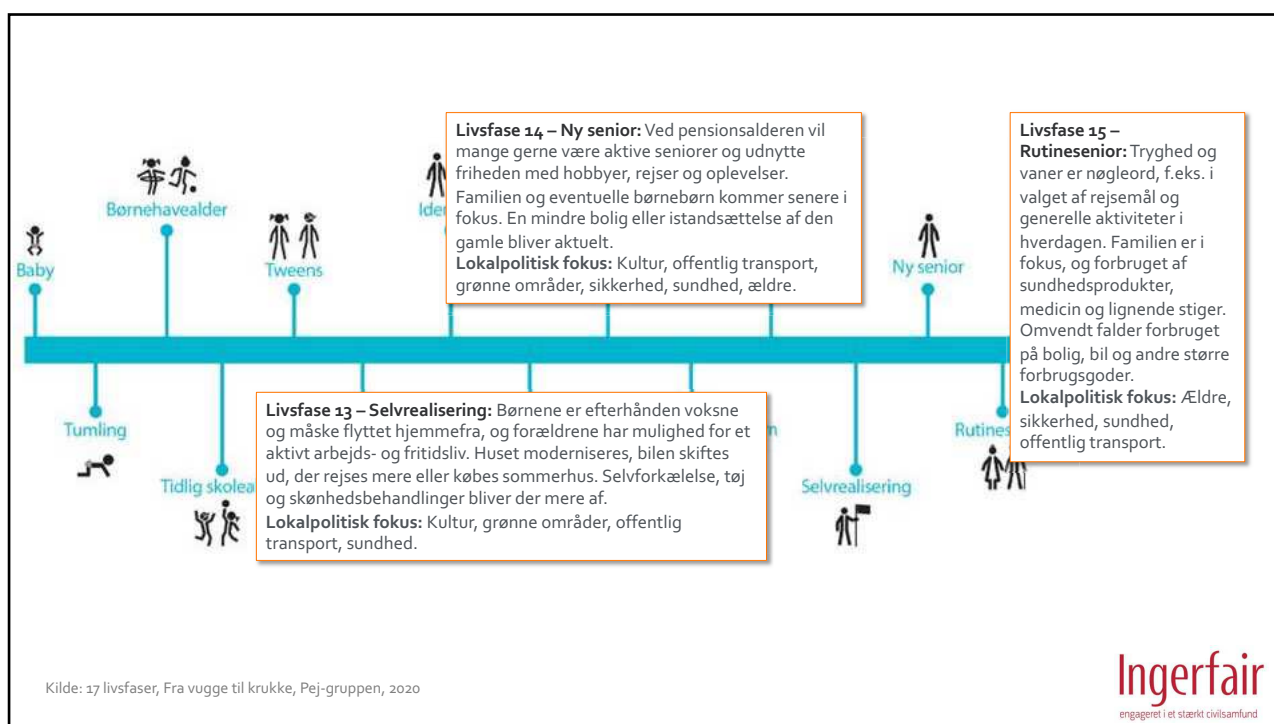 Livsfase 14 – Ny senior: Ved pensionsalderen vil
mange gerne være aktive seniorer og udnytte
friheden med hobbyer, rejser og oplevelser.
Familien og eventuelle børnebørn kommer senere i
fokus. En mindre bolig eller istandsættelse af den
gamle bliver aktuelt.
Lokalpolitisk fokus: Kultur, offentlig transport,
grønne områder, sikkerhed, sundhed, ældre.
Livsfase 15 –
Rutinesenior: Tryghed og
vaner er nøgleord, f.eks. i
valget af rejsemål og
generelle aktiviteter i
hverdagen. Familien er i
fokus, og forbruget af
sundhedsprodukter,
medicin og lignende stiger.
Omvendt falder forbruget
på bolig, bil og andre større
forbrugsgoder.
Lokalpolitisk fokus: Ældre,
sikkerhed, sundhed,
offentlig transport.
Børnehavealder
Baby
Tweens
Ny senior
Livsfase 13 – Selvrealisering: Børnene er efterhånden voksne
og måske flyttet hjemmefra, og forældrene har mulighed for et
aktivt arbejds- og fritidsliv. Huset moderniseres, bilen skiftes
ud, der rejses mere eller købes sommerhus. Selvforkælelse, tøj
og skønhedsbehandlinger bliver der mere af.
Lokalpolitisk fokus: Kultur, grønne områder, offentlig
transport, sundhed.
Tumling
Tidlig
Selvrealisering
Kilde: 17 livsfaser, Fra vugge til krukke, Pej-gruppen, 2020
Ingerfair
engageret i et stærkt civilsamfund